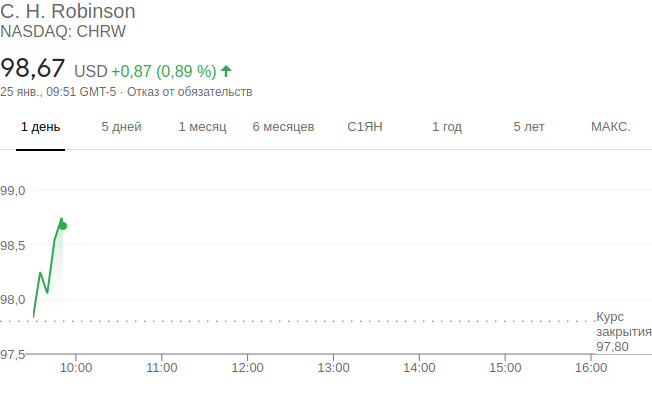 C. H. Robinson
NASDAQ: CHRW
98,67 USD +0,87 (0,89 %)
25 янв., 09:51 GMT-5 · Отказ от обязательств
1 день 5 дней 1 месяц 6 месяцев С1ЯН 1 год 5 лет МАКС.
99,0
98,5
98,0
Курс
закрытия
97,80
97,5
10:00 11:00 12:00 13:00 14:00 15:00 16:00